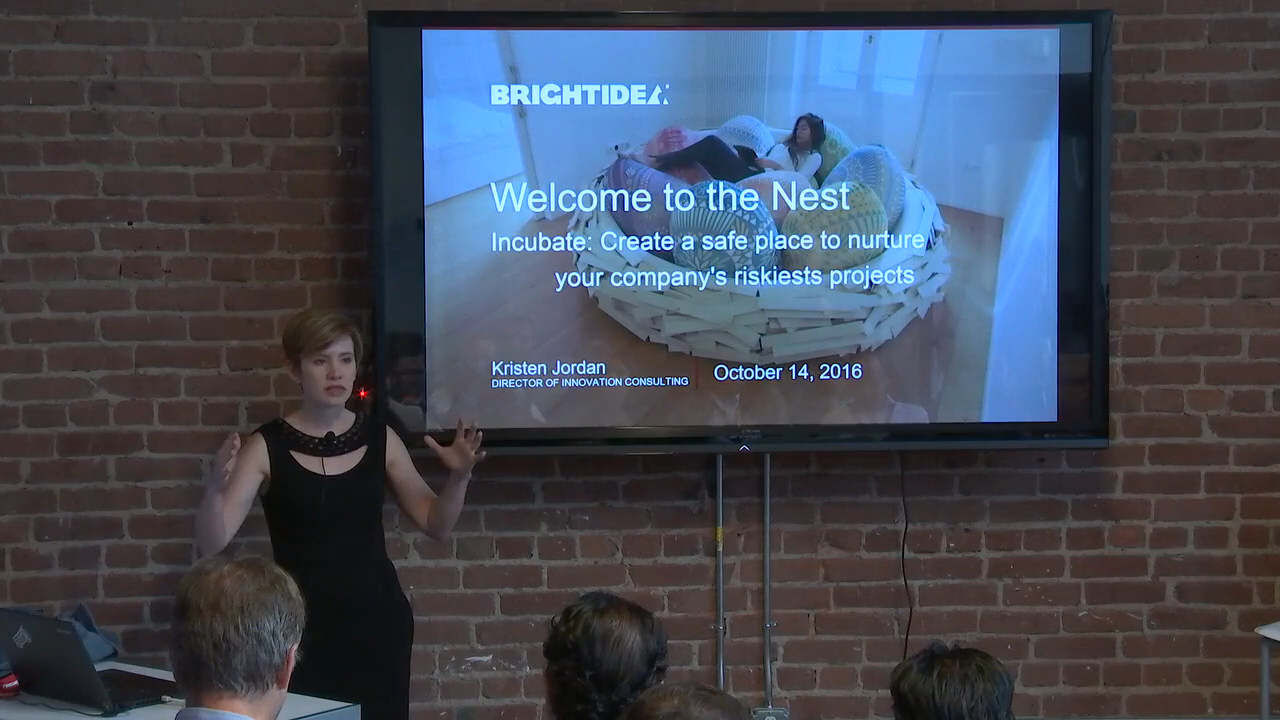 BRIGHTIDEA
Welcome to the Nest
Incubate: Create a safe place to nurture
your company's riskiests projects
Kristen Jordan
DIRECTOR OF INNOVATION CONSULTING
October 14, 2016